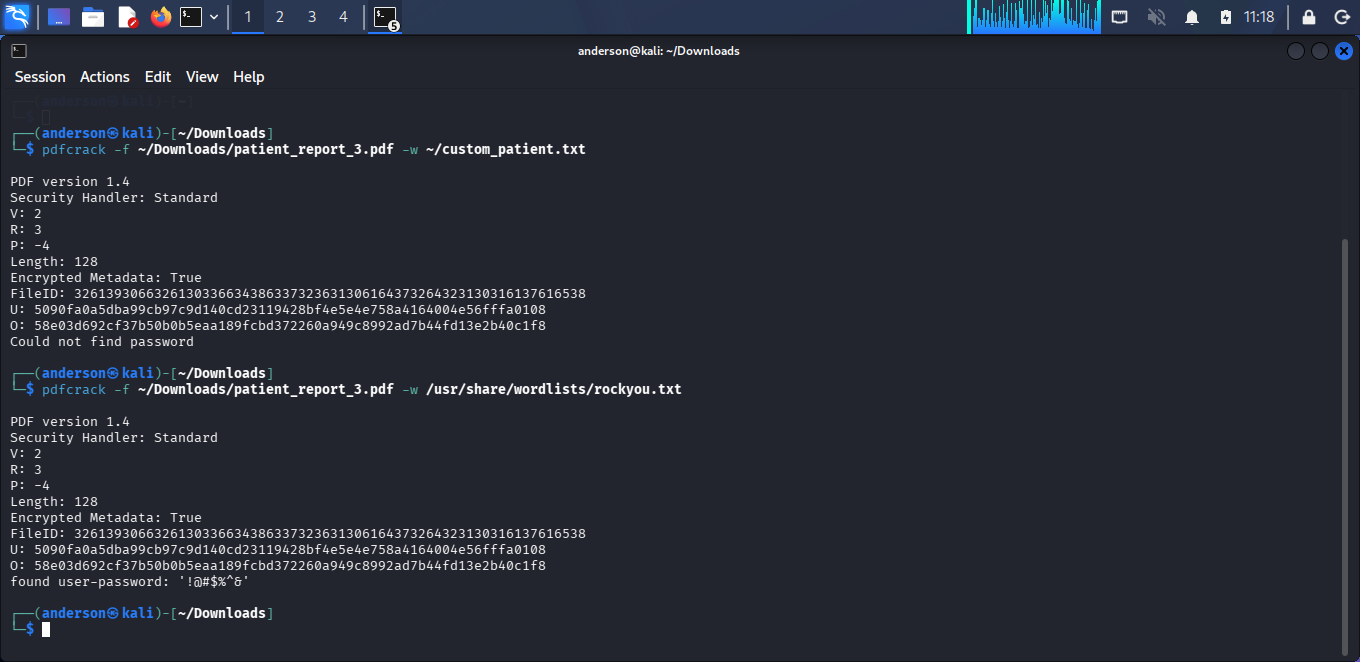 1 2 3 4 5 11:18
anderson@kali: ~/Downloads
Session Actions Edit View Help
┌──(anderson㉿kali)-[~]
└─$
┌──(anderson㉿kali)-[~/Downloads]
└─$ pdfcrack -f ~/Downloads/patient_report_3.pdf -w ~/custom_patient.txt
PDF version 1.4
Security Handler: Standard
V: 2
R: 3
P: -4
Length: 128
Encrypted Metadata: True
FileID: 32613930663261303366343863373236313061643732643231303161376165 38
U: 5090fa0a5dba99cb97c9d140cd23119428bf4e5e4e758a4164004e56fffa0108
O: 58e03d692cf37b50b0b5eaa189fcbd372260a949c8992ad7b44fd13e2b40c1f8
Could not find password
┌──(anderson㉿kali)-[~/Downloads]
└─$ pdfcrack -f ~/Downloads/patient_report_3.pdf -w /usr/share/wordlists/rockyou.txt
PDF version 1.4
Security Handler: Standard
V: 2
R: 3
P: -4
Length: 128
Encrypted Metadata: True
FileID: 3261393066326130336634386337323631306164373264323130316137616538
U: 5090fa0a5dba99cb97c9d140cd23119428bf4e5e4e758a4164004e56fffa0108
O: 58e03d692cf37b50b0b5eaa189fcbd372260a949c8992ad7b44fd13e2b40c1f8
found user-password: '!@#$%^&'
┌──(anderson㉿kali)-[~/Downloads]
└─$